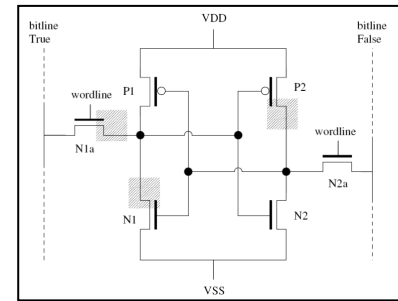 VDD
bitline
True
bitline
False
P1
P2
wordline
wordline
N1a
N2a
N1
N2
VSS